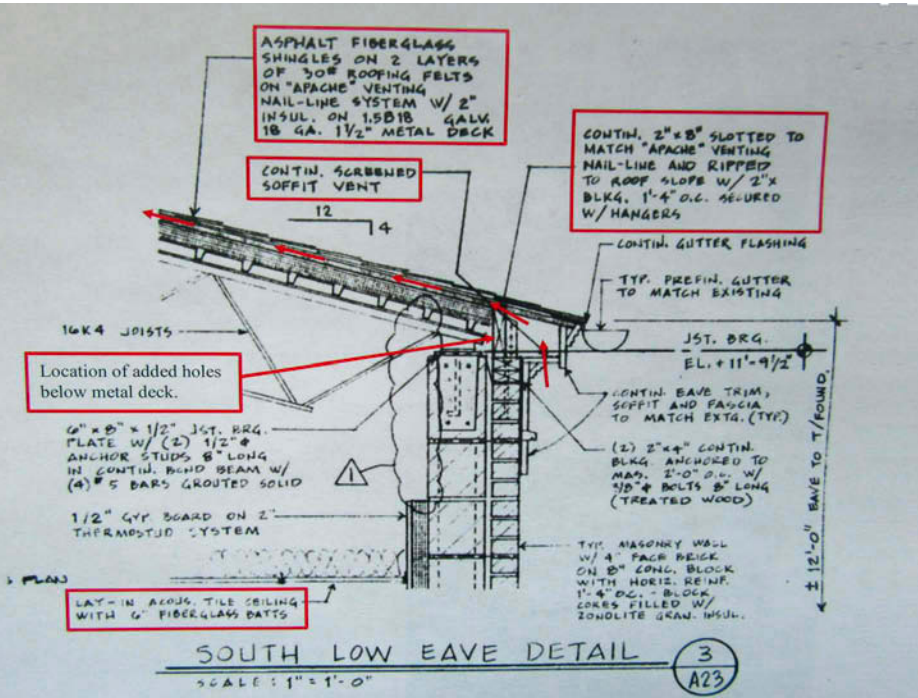 ASPHALT FIBERGLASS
SHINGLES ON 2 LAYERS
OF 30# ROOFING FELTS
ON "APACHE" VENTING
NAIL-LINE SYSTEM W/ 2"
INSUL. ON 1.5B18 GALV.
18 GA. 1 1/2" METAL DECK
CONTIN. SCREENED
SOFFIT VENT
12
4
CONTIN. 2"x8" SLOTTED TO
MATCH "APACHE" VENTING
NAIL-LINE AND RIPPED
TO ROOF SLOPE W/ 2"x
BLKG. 1'-4" O.C. SECURED
W/ HANGERS
CONTIN. GUTTER FLASHING
TYP. PREFIN. GUTTER
TO MATCH EXISTING
16K4 JOISTS
JST. BRG.
EL. + 11'-9 1/2"
Location of added holes
below metal deck.
6" x 8" x 1/2" JST. BRG.
PLATE W/ (2) 1/2" φ
ANCHOR STUDS 8" LONG
IN CONTIN. BOND BEAM W/
(4) # 5 BARS GROUTED SOLID
1
CONTIN. EAVE TRIM,
SOFFIT AND FASCIA
TO MATCH EXTG. (TYP.)
(2) 2"x4" CONTIN.
BLKG. ANCHORED TO
MAS. 2'-0" O.C. W/
5/8" φ BOLTS 8" LONG
(TREATED WOOD)
1/2" GYP. BOARD ON 2"
THERMOSTUD SYSTEM
TYP. MASONRY WALL
W/ 4" FACE BRICK
ON 8" CONC. BLOCK
WITH HORIZ. REINF.
1'-4" O.C. - BLOCK
CORES FILLED W/
ZONOLITE GRAN. INSUL.
± 12'-0" EAVE TO T/FOUND.
PLAN
LAY-IN ACOUS. TILE CEILING
WITH 6" FIBERGLASS BATTS
SOUTH LOW EAVE DETAIL
SCALE : 1" = 1'-0"
3
A23